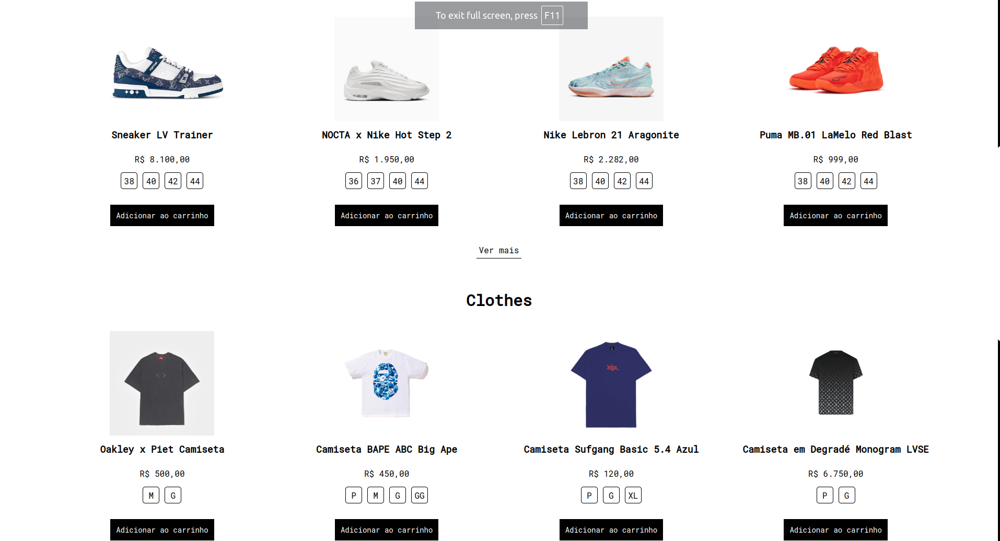 To exit full screen, press F11
Sneaker LV Trainer
R$ 8.100,00
38 40 42 44
Adicionar ao carrinho
NOCTA x Nike Hot Step 2
R$ 1.950,00
36 37 40 44
Adicionar ao carrinho
Nike Lebron 21 Aragonite
R$ 2.282,00
38 40 42 44
Adicionar ao carrinho
Puma MB.01 LaMelo Red Blast
R$ 999,00
38 40 42 44
Adicionar ao carrinho
Ver mais
Clothes
Oakley x Piet Camiseta
R$ 500,00
M G
Adicionar ao carrinho
Camiseta BAPE ABC Big Ape
R$ 450,00
P M G GG
Adicionar ao carrinho
Camiseta Sufgang Basic 5.4 Azul
R$ 120,00
P G XL
Adicionar ao carrinho
Camiseta em Degradé Monogram LVSE
R$ 6.750,00
P G
Adicionar ao carrinho